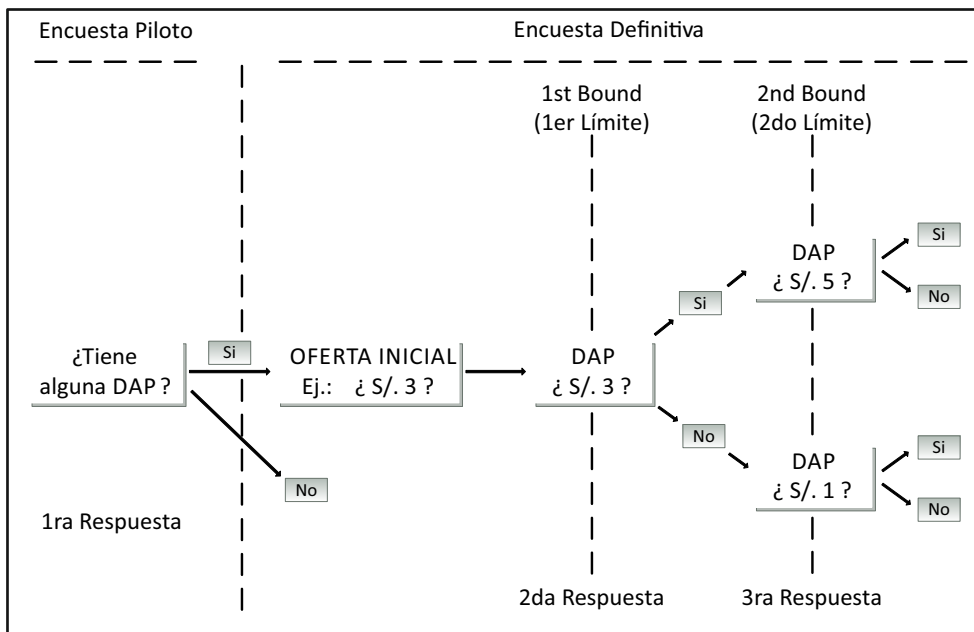 Encuesta Piloto
Encuesta Definitiva
1st Bound
(1er Límite)
2nd Bound
(2do Límite)
¿Tiene
alguna DAP ?
Si
No
OFERTA INICIAL
Ej.: ¿ S/. 3 ?
DAP
¿ S/. 3 ?
Si
No
DAP
¿ S/. 5 ?
Si
No
DAP
¿ S/. 1 ?
Si
No
1ra Respuesta
2da Respuesta
3ra Respuesta